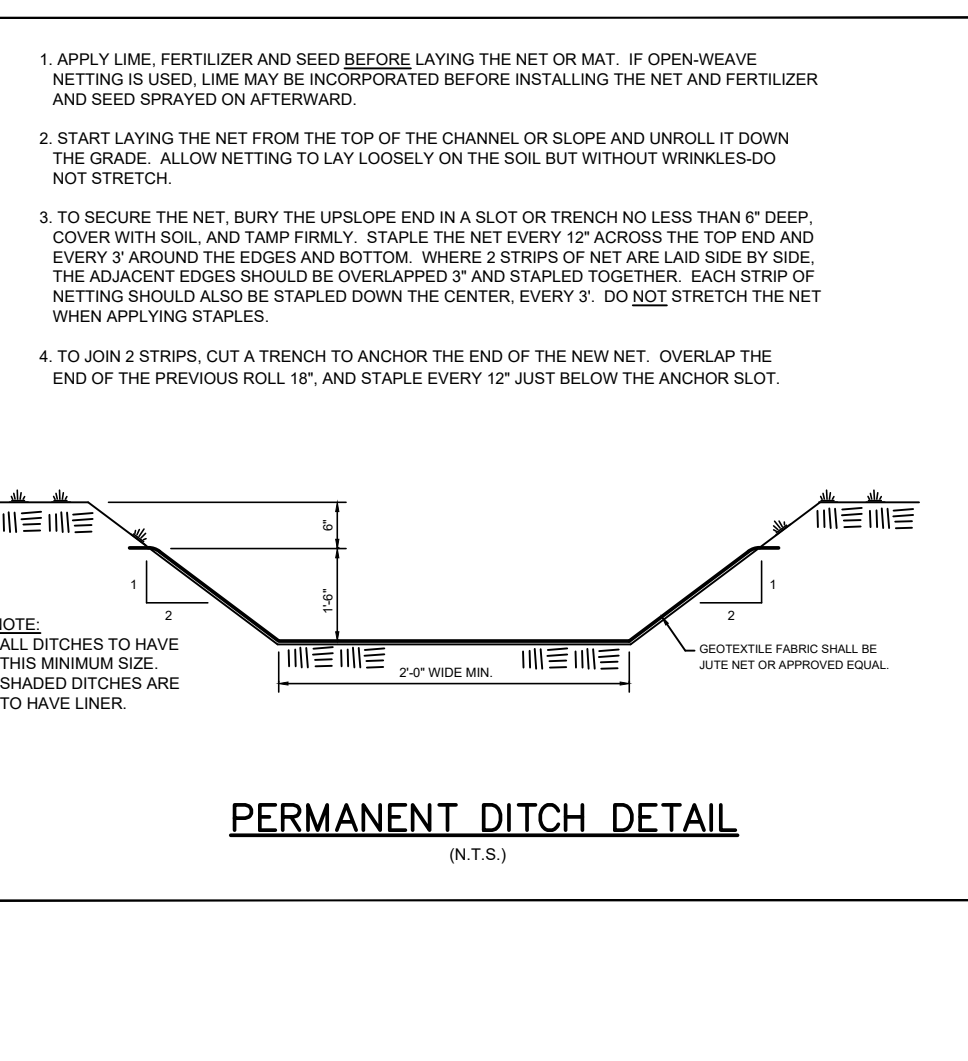 1. APPLY LIME, FERTILIZER AND SEED BEFORE LAYING THE NET OR MAT. IF OPEN-WEAVE
NETTING IS USED, LIME MAY BE INCORPORATED BEFORE INSTALLING THE NET AND FERTILIZER
AND SEED SPRAYED ON AFTERWARD.
2. START LAYING THE NET FROM THE TOP OF THE CHANNEL OR SLOPE AND UNROLL IT DOWN
THE GRADE. ALLOW NETTING TO LAY LOOSELY ON THE SOIL BUT WITHOUT WRINKLES-DO
NOT STRETCH.
3. TO SECURE THE NET, BURY THE UPSLOPE END IN A SLOT OR TRENCH NO LESS THAN 6" DEEP,
COVER WITH SOIL, AND TAMP FIRMLY. STAPLE THE NET EVERY 12" ACROSS THE TOP END AND
EVERY 3' AROUND THE EDGES AND BOTTOM. WHERE 2 STRIPS OF NET ARE LAID SIDE BY SIDE,
THE ADJACENT EDGES SHOULD BE OVERLAPPED 3" AND STAPLED TOGETHER. EACH STRIP OF
NETTING SHOULD ALSO BE STAPLED DOWN THE CENTER, EVERY 3'. DO NOT STRETCH THE NET
WHEN APPLYING STAPLES.
4. TO JOIN 2 STRIPS, CUT A TRENCH TO ANCHOR THE END OF THE NEW NET. OVERLAP THE
END OF THE PREVIOUS ROLL 18", AND STAPLE EVERY 12" JUST BELOW THE ANCHOR SLOT.
6"
1'-6"
1
2
1
2
NOTE:
ALL DITCHES TO HAVE
THIS MINIMUM SIZE.
SHADED DITCHES ARE
TO HAVE LINER.
2'-0" WIDE MIN.
GEOTEXTILE FABRIC SHALL BE
JUTE NET OR APPROVED EQUAL.
PERMANENT DITCH DETAIL
(N.T.S.)